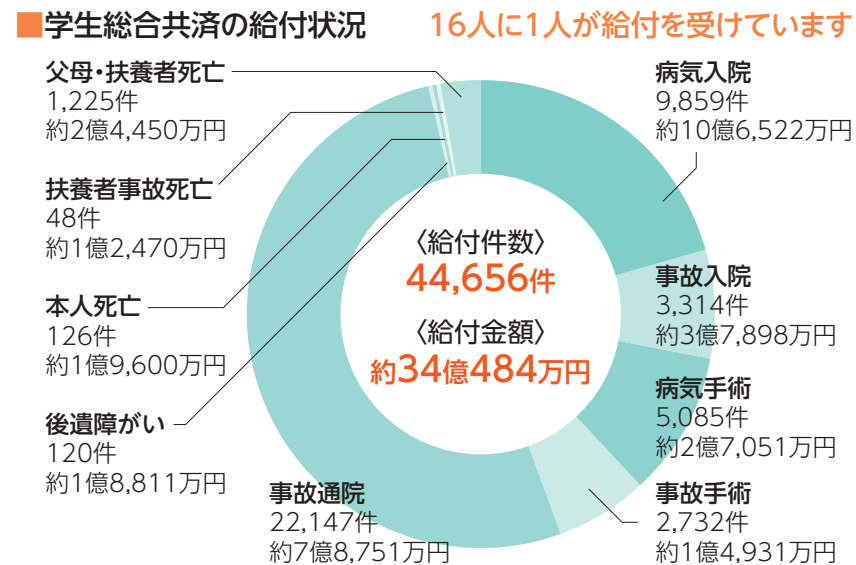 ■学生総合共済の給付状況
16人に1人が給付を受けています
父母・扶養者死亡
1,225件
約2億4,450万円
扶養者事故死亡
48件
約1億2,470万円
本人死亡
126件
約1億9,600万円
後遺障がい
120件
約1億8,811万円
事故通院
22,147件
約7億8,751万円
〈給付件数〉
44,656件
〈給付金額〉
約34億484万円
病気入院
9,859件
約10億6,522万円
事故入院
3,314件
約3億7,898万円
病気手術
5,085件
約2億7,051万円
事故手術
2,732件
約1億4,931万円